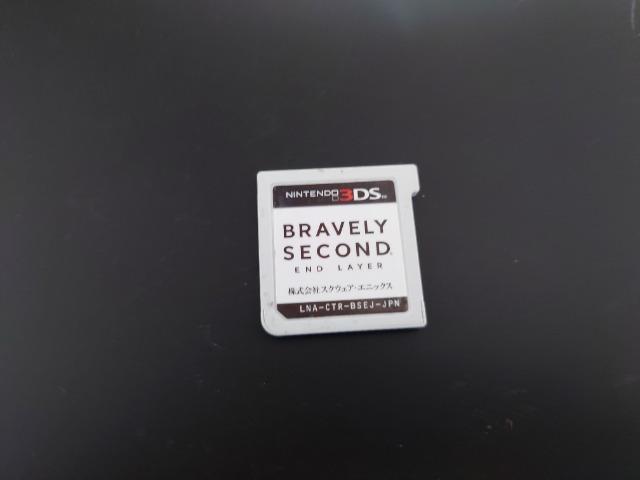 NINTENDO 3DS™
BRAVELY
SECOND
END LAYER
株式会社スクウェア・エニックス
LNA-CTR-BSEJ-JPN